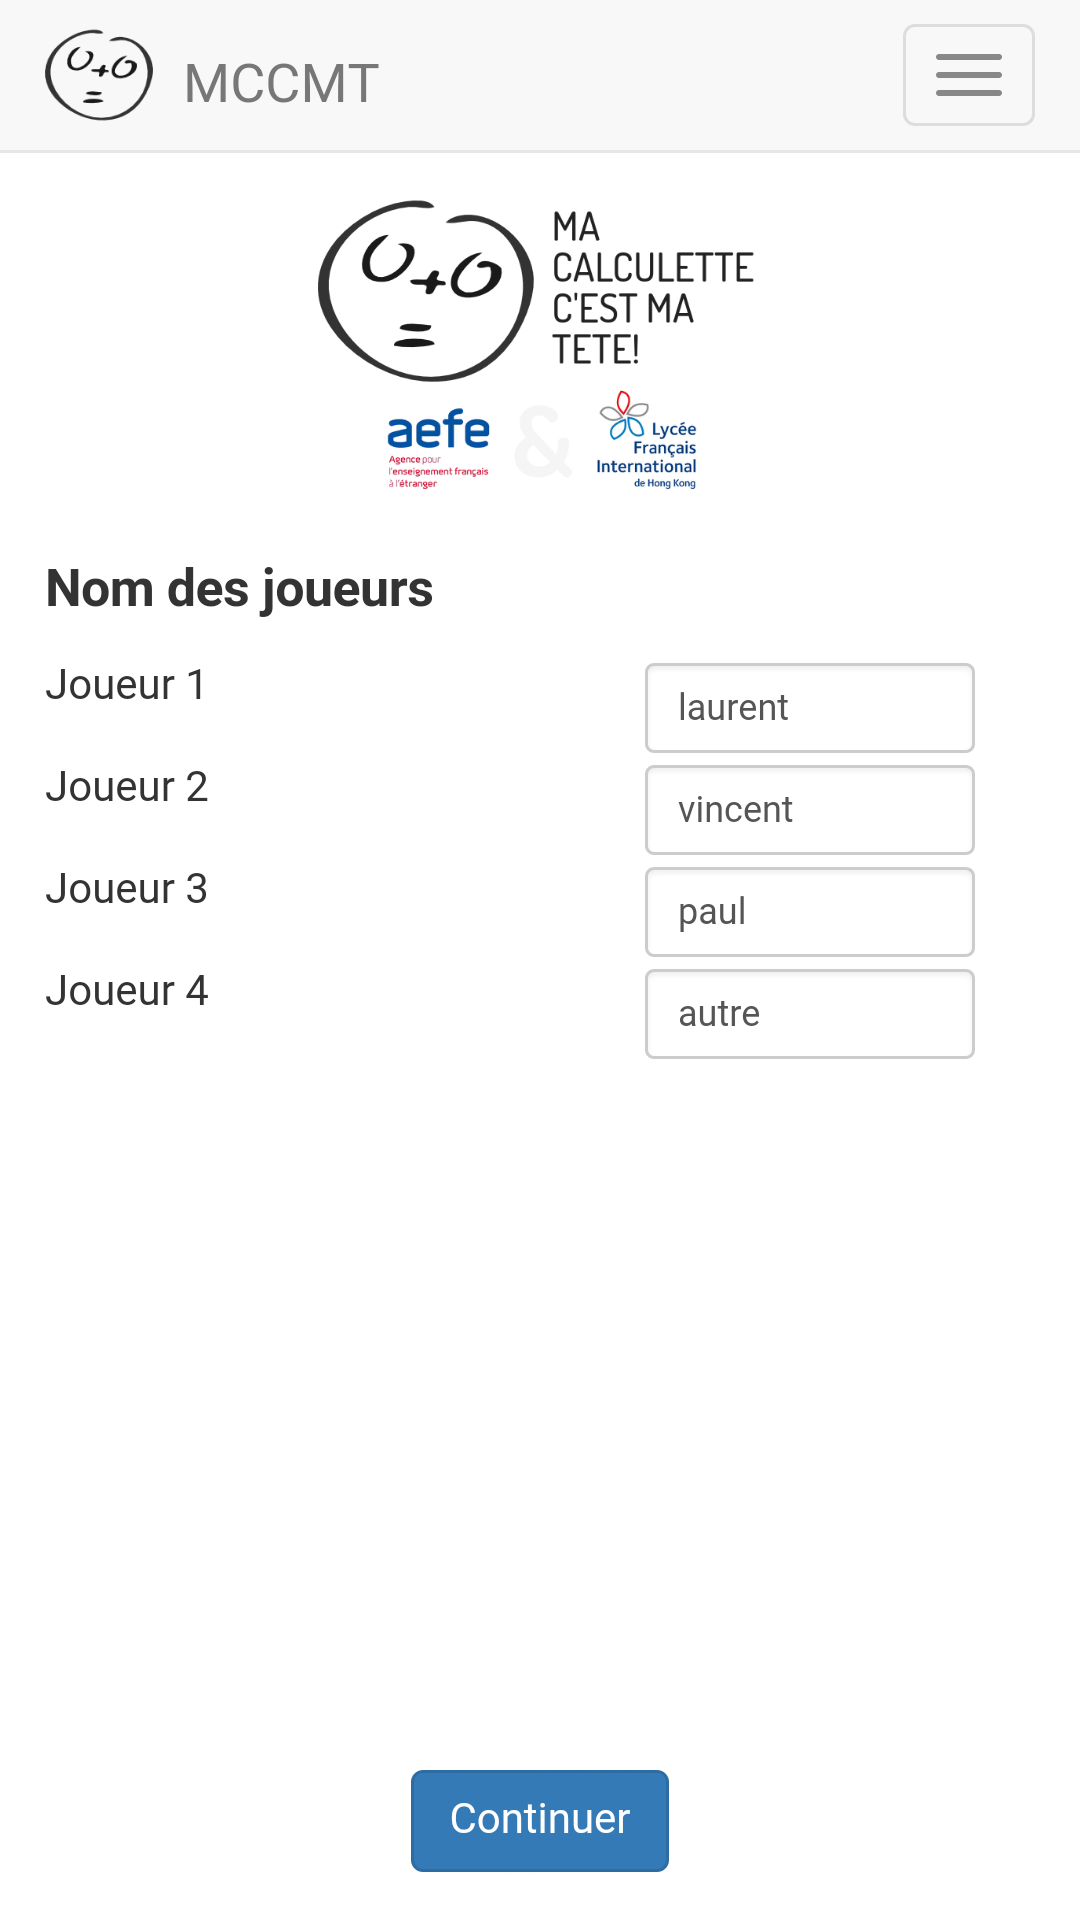 MCCMT
MA
CALCULETTE
C'EST MA
TETE!
aefe
Agence pour
l'enseignement français
à l'étranger
&
Lycée
Français
International
de Hong Kong
Nom des joueurs
Joueur 1
laurent
Joueur 2
vincent
Joueur 3
paul
Joueur 4
autre
Continuer